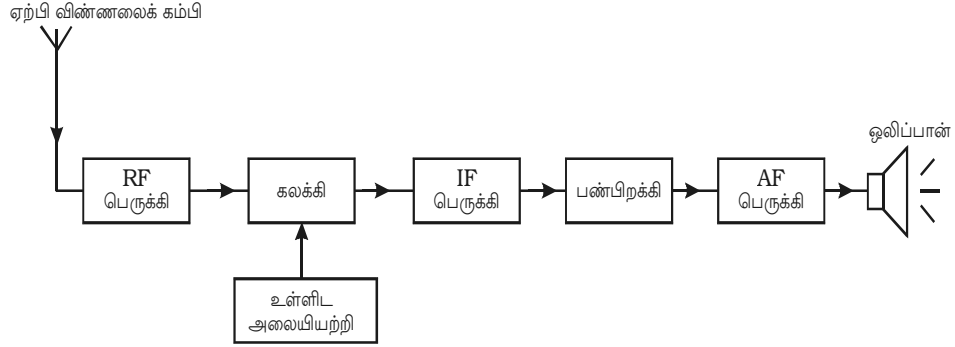 ஏற்பி விண்ணலைக் கம்பி
ஒலிப்பான்
RF
பெருக்கி
கலக்கி
IF
பெருக்கி
பண்பிறக்கி
AF
பெருக்கி
உள்ளிட
அலையியற்றி